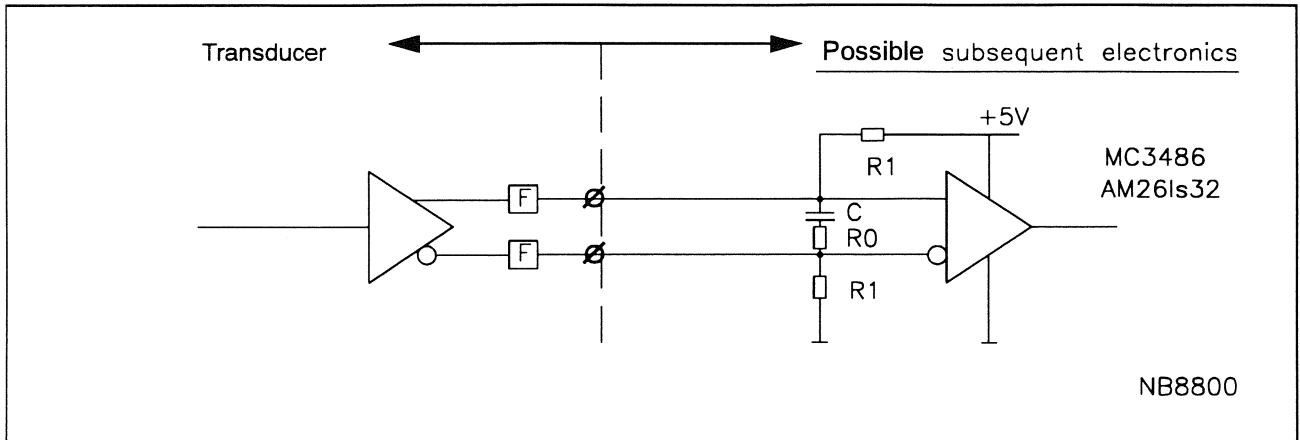 Transducer
Possible subsequent electronics
+5V
R1
MC3486
AM26ls32
F
C
R0
F
R1
NB8800